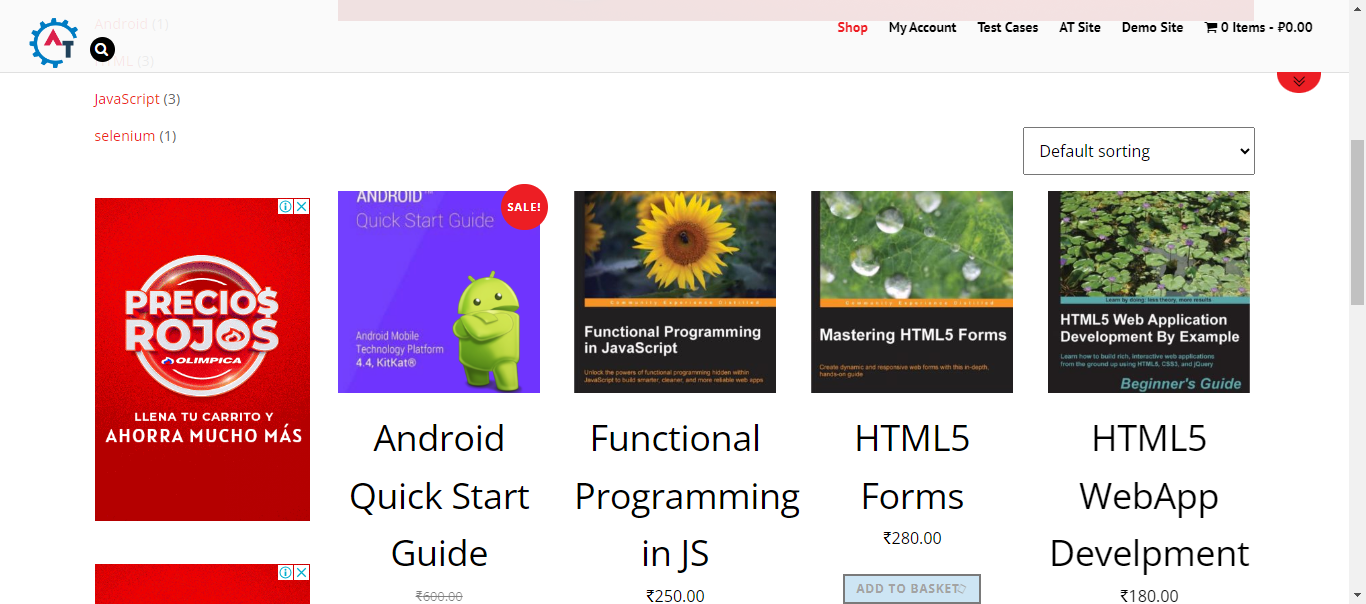 Android (1)
Shop
My Account
Test Cases
AT Site
Demo Site
0 Items - ₽0.00
AT
HTML (3)
JavaScript (3)
selenium (1)
Default sorting
PRECIO$
ROJOS
OLIMPICA
LLENA TU CARRITO Y
AHORRA MUCHO MÁS
ANDROID
Quick Start Guide
SALE!
Android Mobile
Technology Platform
4.4, KitKat®
Android
Quick Start
Guide
₹600.00
Community Experience Distilled
Functional Programming
in JavaScript
Unlock the powers of functional programming hidden within
JavaScript to build smarter, cleaner, and more reliable web apps
Functional
Programming
in JS
₹250.00
Community Experience Distilled
Mastering HTML5 Forms
Create dynamic and responsive web forms with this in-depth,
hands-on guide
HTML5
Forms
₹280.00
ADD TO BASKET
Learn by doing: less theory, more results
HTML5 Web Application
Development By Example
Learn how to build rich, interactive web applications
from the ground up using HTML5, CSS3, and jQuery
Beginner's Guide
HTML5
WebApp
Develpment
₹180.00